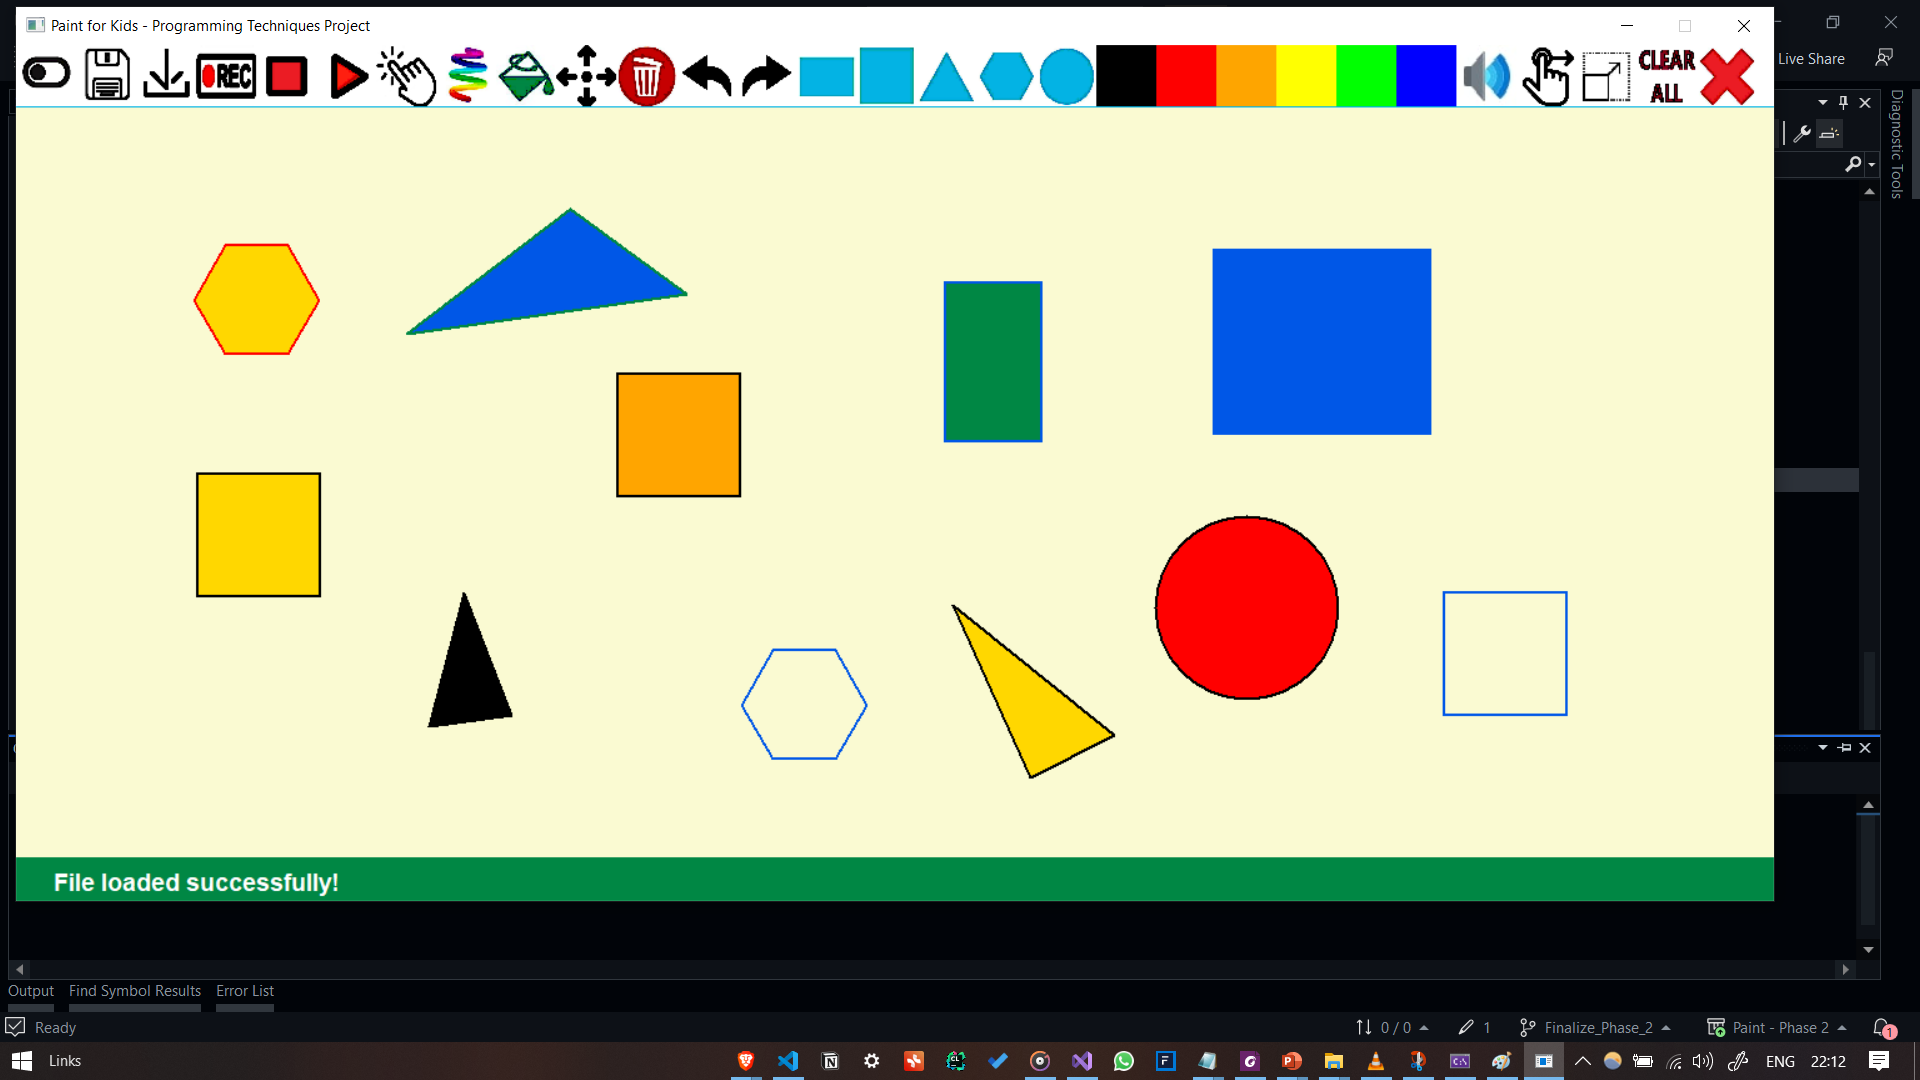 Paint for Kids - Programming Techniques Project
REC
CLEAR
ALL
Live Share
Diagnostic Tools
File loaded successfully!
Output Find Symbol Results Error List
Ready
0 / 0
1
Finalize_Phase_2
Paint - Phase 2
1
Links
ENG
22:12